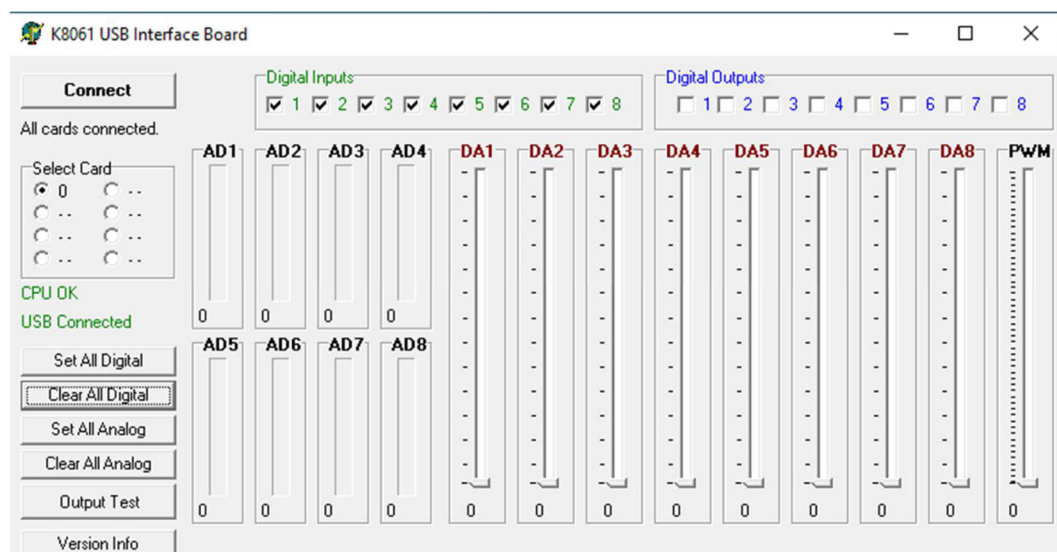 K8061 USB Interface Board
Connect
All cards connected.
Digital Inputs
1 2 3 4 5 6 7 8
Digital Outputs
1 2 3 4 5 6 7 8
Select Card
0 --
-- --
-- --
-- --
CPU OK
USB Connected
Set All Digital
Clear All Digital
Set All Analog
Clear All Analog
Output Test
Version Info
AD1 AD2 AD3 AD4
0 0 0 0
AD5 AD6 AD7 AD8
0 0 0 0
DA1 DA2 DA3 DA4 DA5 DA6 DA7 DA8 PWM
0 0 0 0 0 0 0 0 0